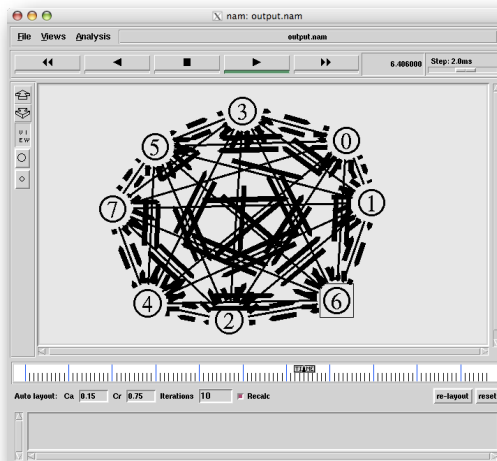 nam: output.nam
File Views Analysis output.nam
6.406000 Step: 2.0ms
3
0
5
1
7
6
4
2
TIME
Auto layout: Ca 0.15 Cr 0.75 Iterations 10 Recalc re-layout reset